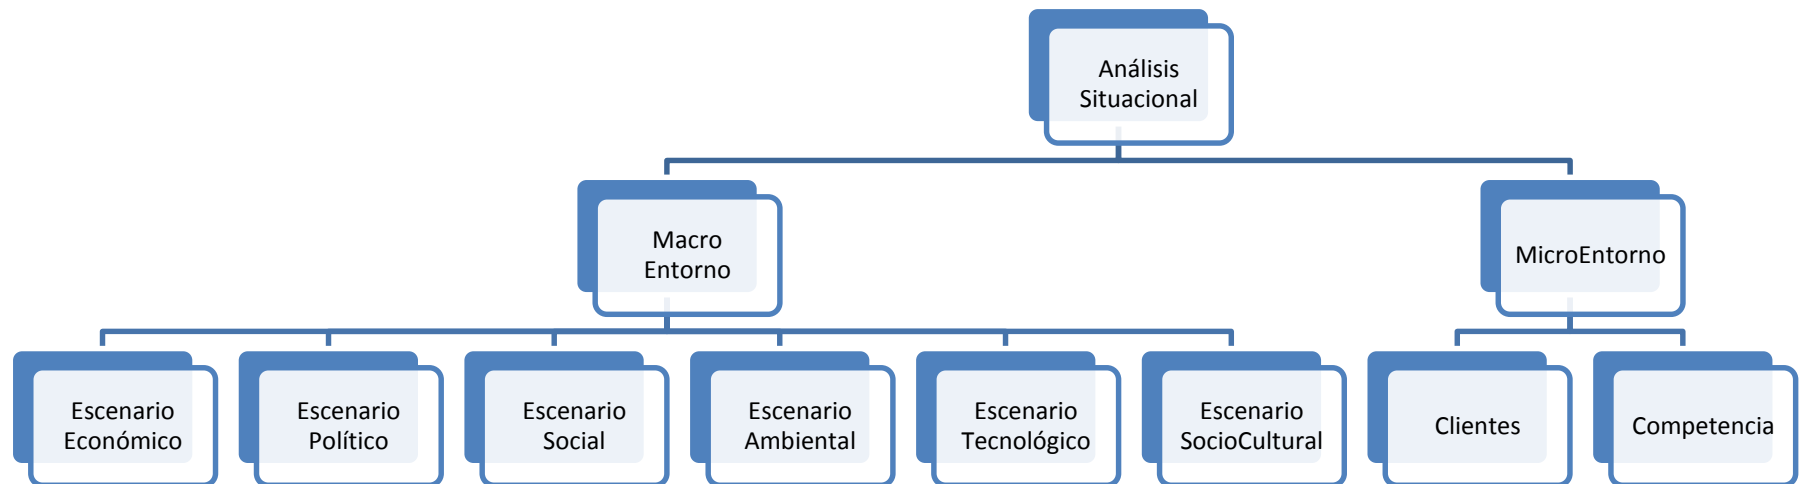 Análisis
Situacional
Macro
Entorno
MicroEntorno
Escenario
Económico
Escenario
Político
Escenario
Social
Escenario
Ambiental
Escenario
Tecnológico
Escenario
SocioCultural
Clientes
Competencia